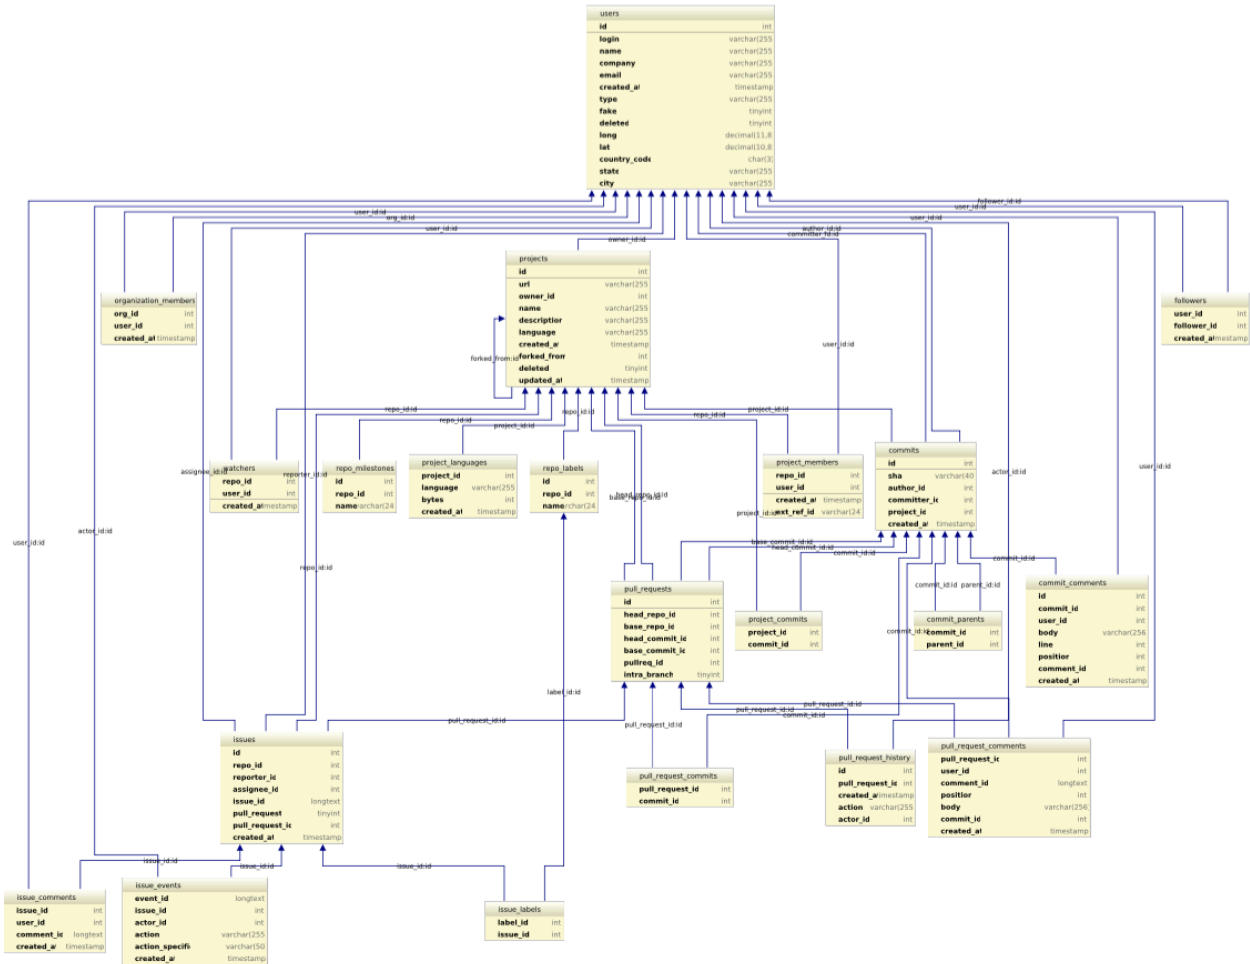 users
id int
login varchar(255
name varchar(255
company varchar(255
email varchar(255
created_at timestamp
type varchar(255
fake tinyint
deleted tinyint
long decimal(11,8
lat decimal(10,8
country_code char(3)
state varchar(255
city varchar(255
follower_id:id
user_id:id
user_id:id
org_id:id
user_id:id
user_id:id
author_id:id
committer_id:id
owner_id:id
projects
id int
url varchar(255
owner_id int
name varchar(255
description varchar(255
language varchar(255
created_at timestamp
forked_from int
deleted tinyint
updated_at timestamp
forked_from:id
organization_members
org_id int
user_id int
created_at timestamp
followers
user_id int
follower_id int
created_at timestamp
user_id:id
repo_id:id
repo_id:id
project_id:id
repo_id:id
repo_id:id
project_id:id
assignee_id:id
reporter_id:id
watchers
repo_id int
user_id int
created_at timestamp
repo_milestones
id int
repo_id int
name varchar(24
project_languages
project_id int
language varchar(255
bytes int
created_at timestamp
repo_labels
id int
repo_id int
name varchar(24
head_repo_id:id
base_repo_id:id
project_members
repo_id int
user_id int
created_at timestamp
ext_ref_id varchar(24
project_id:id
commits
id int
sha varchar(40
author_id int
committer_id int
project_id int
created_at timestamp
actor_id:id
user_id:id
user_id:id
actor_id:id
repo_id:id
base_commit_id:id
head_commit_id:id
commit_id:id
commit_id:id
commit_id:id
parent_id:id
commit_id:id
pull_requests
id int
head_repo_id int
base_repo_id int
head_commit_id int
base_commit_id int
pullreq_id int
intra_branch tinyint
project_commits
project_id int
commit_id int
commit_parents
commit_id int
parent_id int
commit_comments
id int
commit_id int
user_id int
body varchar(256
line int
position int
comment_id int
created_at timestamp
label_id:id
pull_request_id:id
pull_request_id:id
pull_request_id:id
pull_request_id:id
commit_id:id
issues
id int
repo_id int
reporter_id int
assignee_id int
issue_id longtext
pull_request tinyint
pull_request_id int
created_at timestamp
pull_request_commits
pull_request_id int
commit_id int
pull_request_history
id int
pull_request_id int
created_at timestamp
action varchar(255
actor_id int
pull_request_comments
pull_request_id int
user_id int
comment_id longtext
position int
body varchar(256
commit_id int
created_at timestamp
issue_id:id
issue_id:id
issue_id:id
issue_comments
issue_id int
user_id int
comment_id longtext
created_at timestamp
issue_events
event_id longtext
issue_id int
actor_id int
action varchar(255
action_specifi varchar(50
created_at timestamp
issue_labels
label_id int
issue_id int